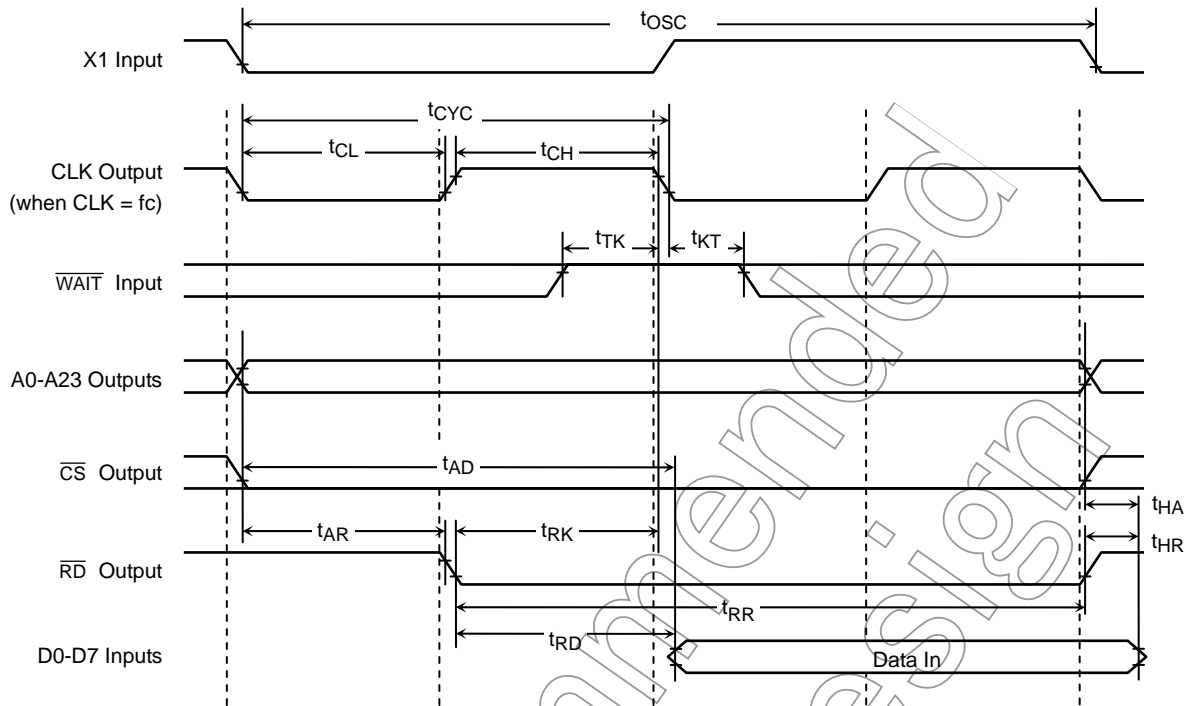 tOSC
X1 Input
tCYC
tCL
tCH
CLK Output
(when CLK = fc)
tTK
tKT
WAIT Input
A0-A23 Outputs
CS Output
tAD
tHA
tAR
tRK
tHR
RD Output
tRR
tRD
D0-D7 Inputs
Data In